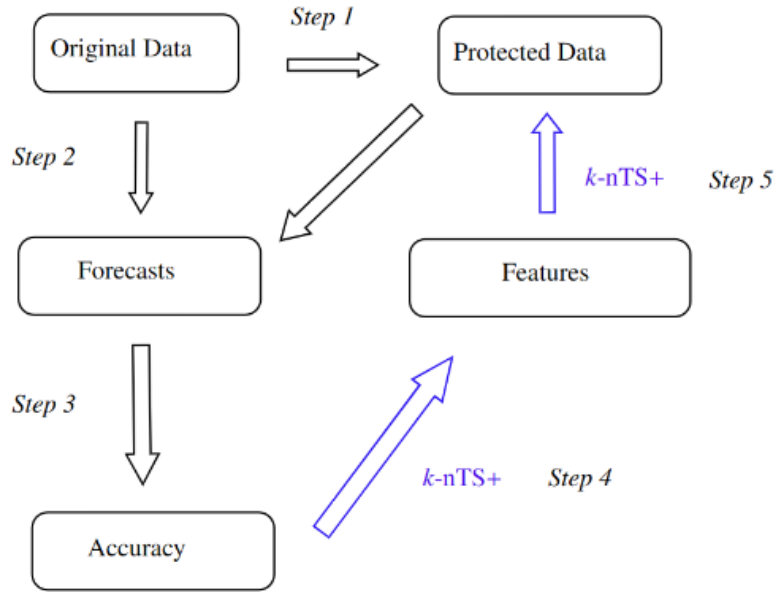 Step 1
Original Data
Protected Data
Step 2
k-nTS+ Step 5
Forecasts
Features
Step 3
k-nTS+ Step 4
Accuracy